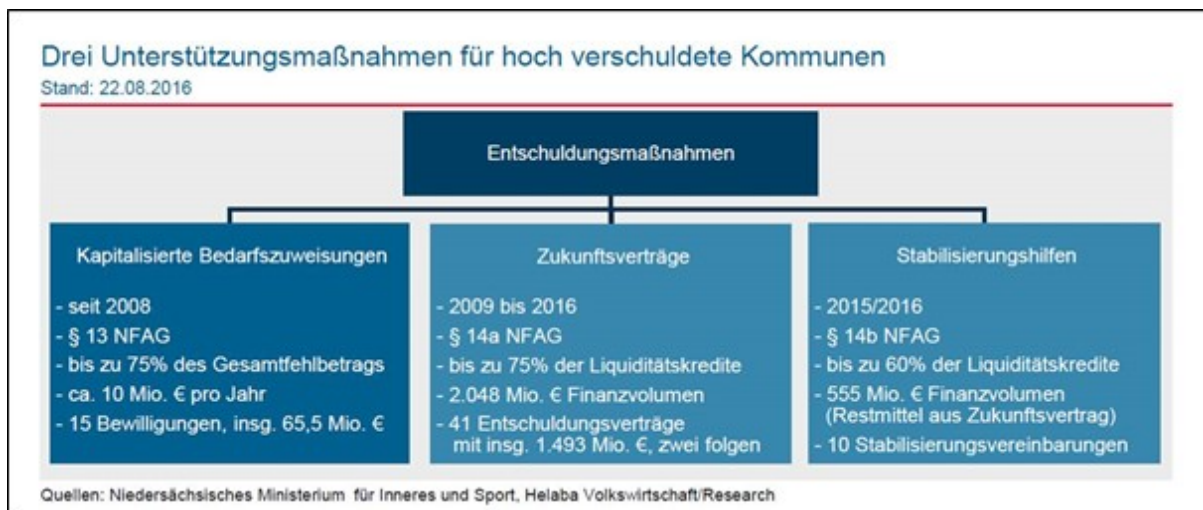 Drei Unterstützungsmaßnahmen für hoch verschuldete Kommunen
Stand: 22.08.2016
Entschuldungsmaßnahmen
Kapitalisierte Bedarfszuweisungen
- seit 2008
- § 13 NFAG
- bis zu 75% des Gesamtfehlbetrags
- ca. 10 Mio. € pro Jahr
- 15 Bewilligungen, insg. 65,5 Mio. €
Zukunftsverträge
- 2009 bis 2016
- § 14a NFAG
- bis zu 75% der Liquiditätskredite
- 2.048 Mio. € Finanzvolumen
- 41 Entschuldungsverträge
mit insg. 1.493 Mio. €, zwei folgen
Stabilisierungshilfen
- 2015/2016
- § 14b NFAG
- bis zu 60% der Liquiditätskredite
- 555 Mio. € Finanzvolumen
(Restmittel aus Zukunftsvertrag)
- 10 Stabilisierungsvereinbarungen
Quellen: Niedersächsisches Ministerium für Inneres und Sport, Helaba Volkswirtschaft/Research